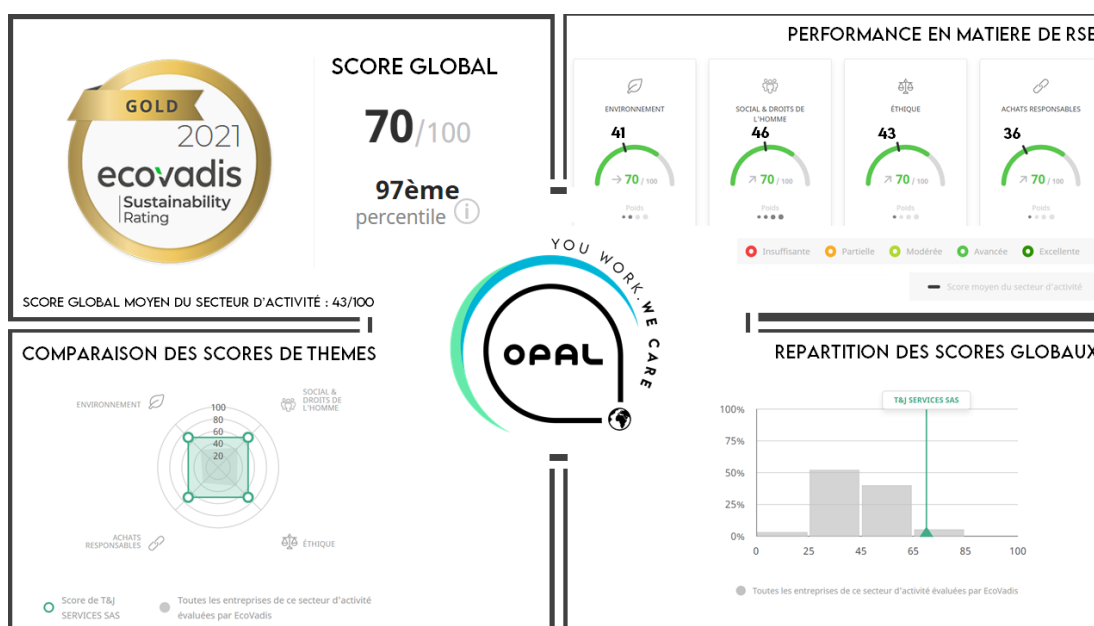 GOLD
2021
ecovadis
Sustainability
Rating
SCORE GLOBAL
70/100
97ème
percentile
SCORE GLOBAL MOYEN DU SECTEUR D'ACTIVITÉ : 43/100
PERFORMANCE EN MATIERE DE RSE
ENVIRONNEMENT
41
70 / 100
Poids
SOCIAL & DROITS DE
L'HOMME
46
70 / 100
Poids
ÉTHIQUE
43
70 / 100
Poids
ACHATS RESPONSABLES
36
70 / 100
Poids
Insuffisante
Partielle
Modérée
Avancée
Excellente
Score moyen du secteur d'activité
YOU WORK. WE CARE
OPAL
COMPARAISON DES SCORES DE THEMES
ENVIRONNEMENT
SOCIAL &
DROITS DE
L'HOMME
100
80
60
40
20
ACHATS
RESPONSABLES
ÉTHIQUE
Score de T&J
SERVICES SAS
Toutes les entreprises de ce secteur d'activité
évaluées par EcoVadis
REPARTITION DES SCORES GLOBAUX
T&J SERVICES SAS
100%
75%
50%
25%
0%
0 25 45 65 85 100
Toutes les entreprises de ce secteur d'activité évaluées par EcoVadis